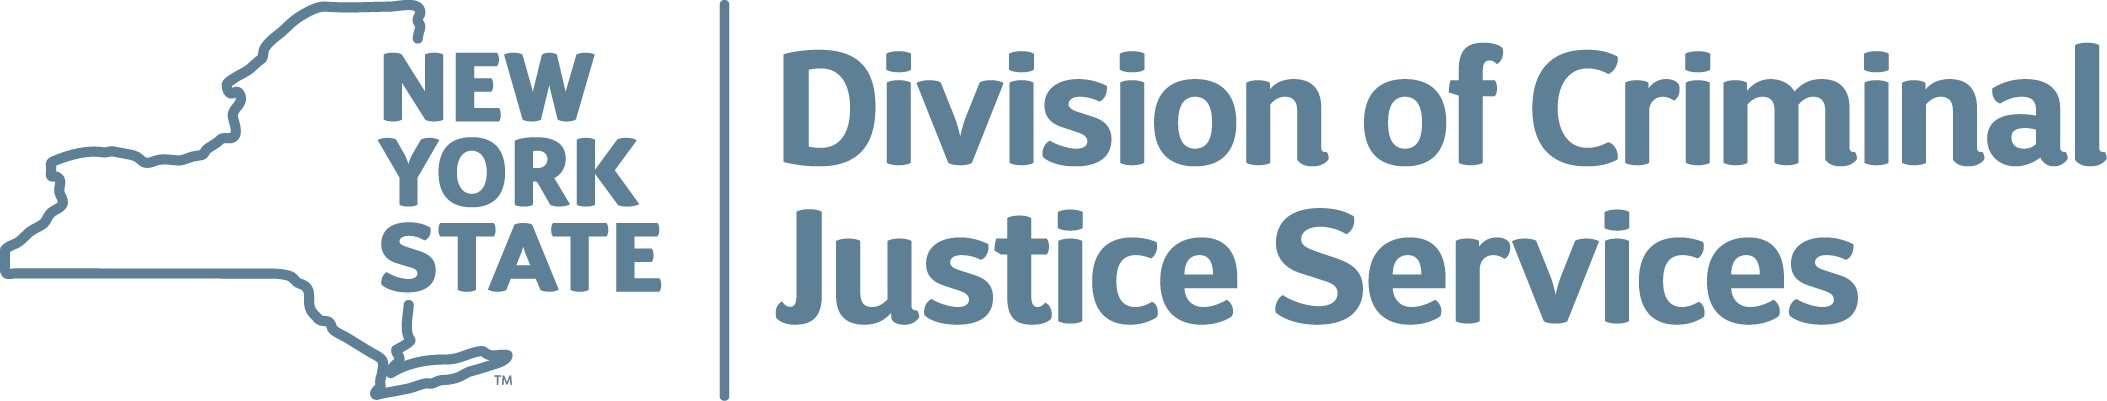 NEW
YORK
STATE
TM
Division of Criminal
Justice Services